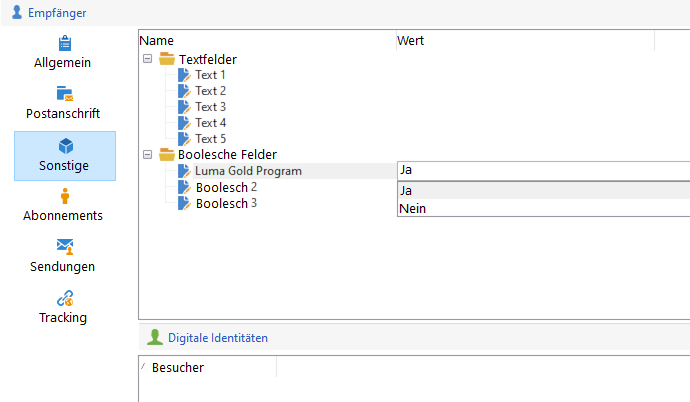 Empfänger
Allgemein
Postanschrift
Sonstige
Abonnements
Sendungen
Tracking
Name Wert
Textfelder
Text 1
Text 2
Text 3
Text 4
Text 5
Boolesche Felder
Luma Gold Program Ja
Boolesch 2 Ja
Boolesch 3 Nein
Digitale Identitäten
Besucher